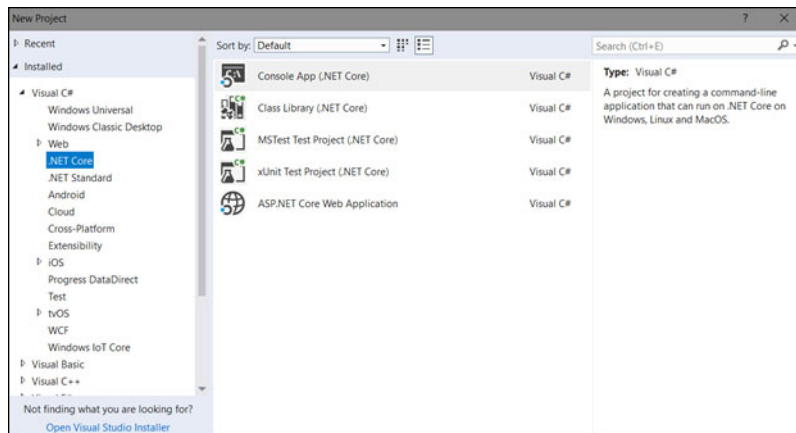 New Project
?
Recent
Installed
Visual C#
Windows Universal
Windows Classic Desktop
Web
.NET Core
.NET Standard
Android
Cloud
Cross-Platform
Extensibility
iOS
Progress DataDirect
Test
tvOS
WCF
Windows IoT Core
Visual Basic
Visual C++
Not finding what you are looking for?
Open Visual Studio Installer
Sort by: Default
Console App (.NET Core) Visual C#
Class Library (.NET Core) Visual C#
MSTest Test Project (.NET Core) Visual C#
xUnit Test Project (.NET Core) Visual C#
ASP.NET Core Web Application Visual C#
Search (Ctrl+E)
Type: Visual C#
A project for creating a command-line
application that can run on .NET Core on
Windows, Linux and MacOS.